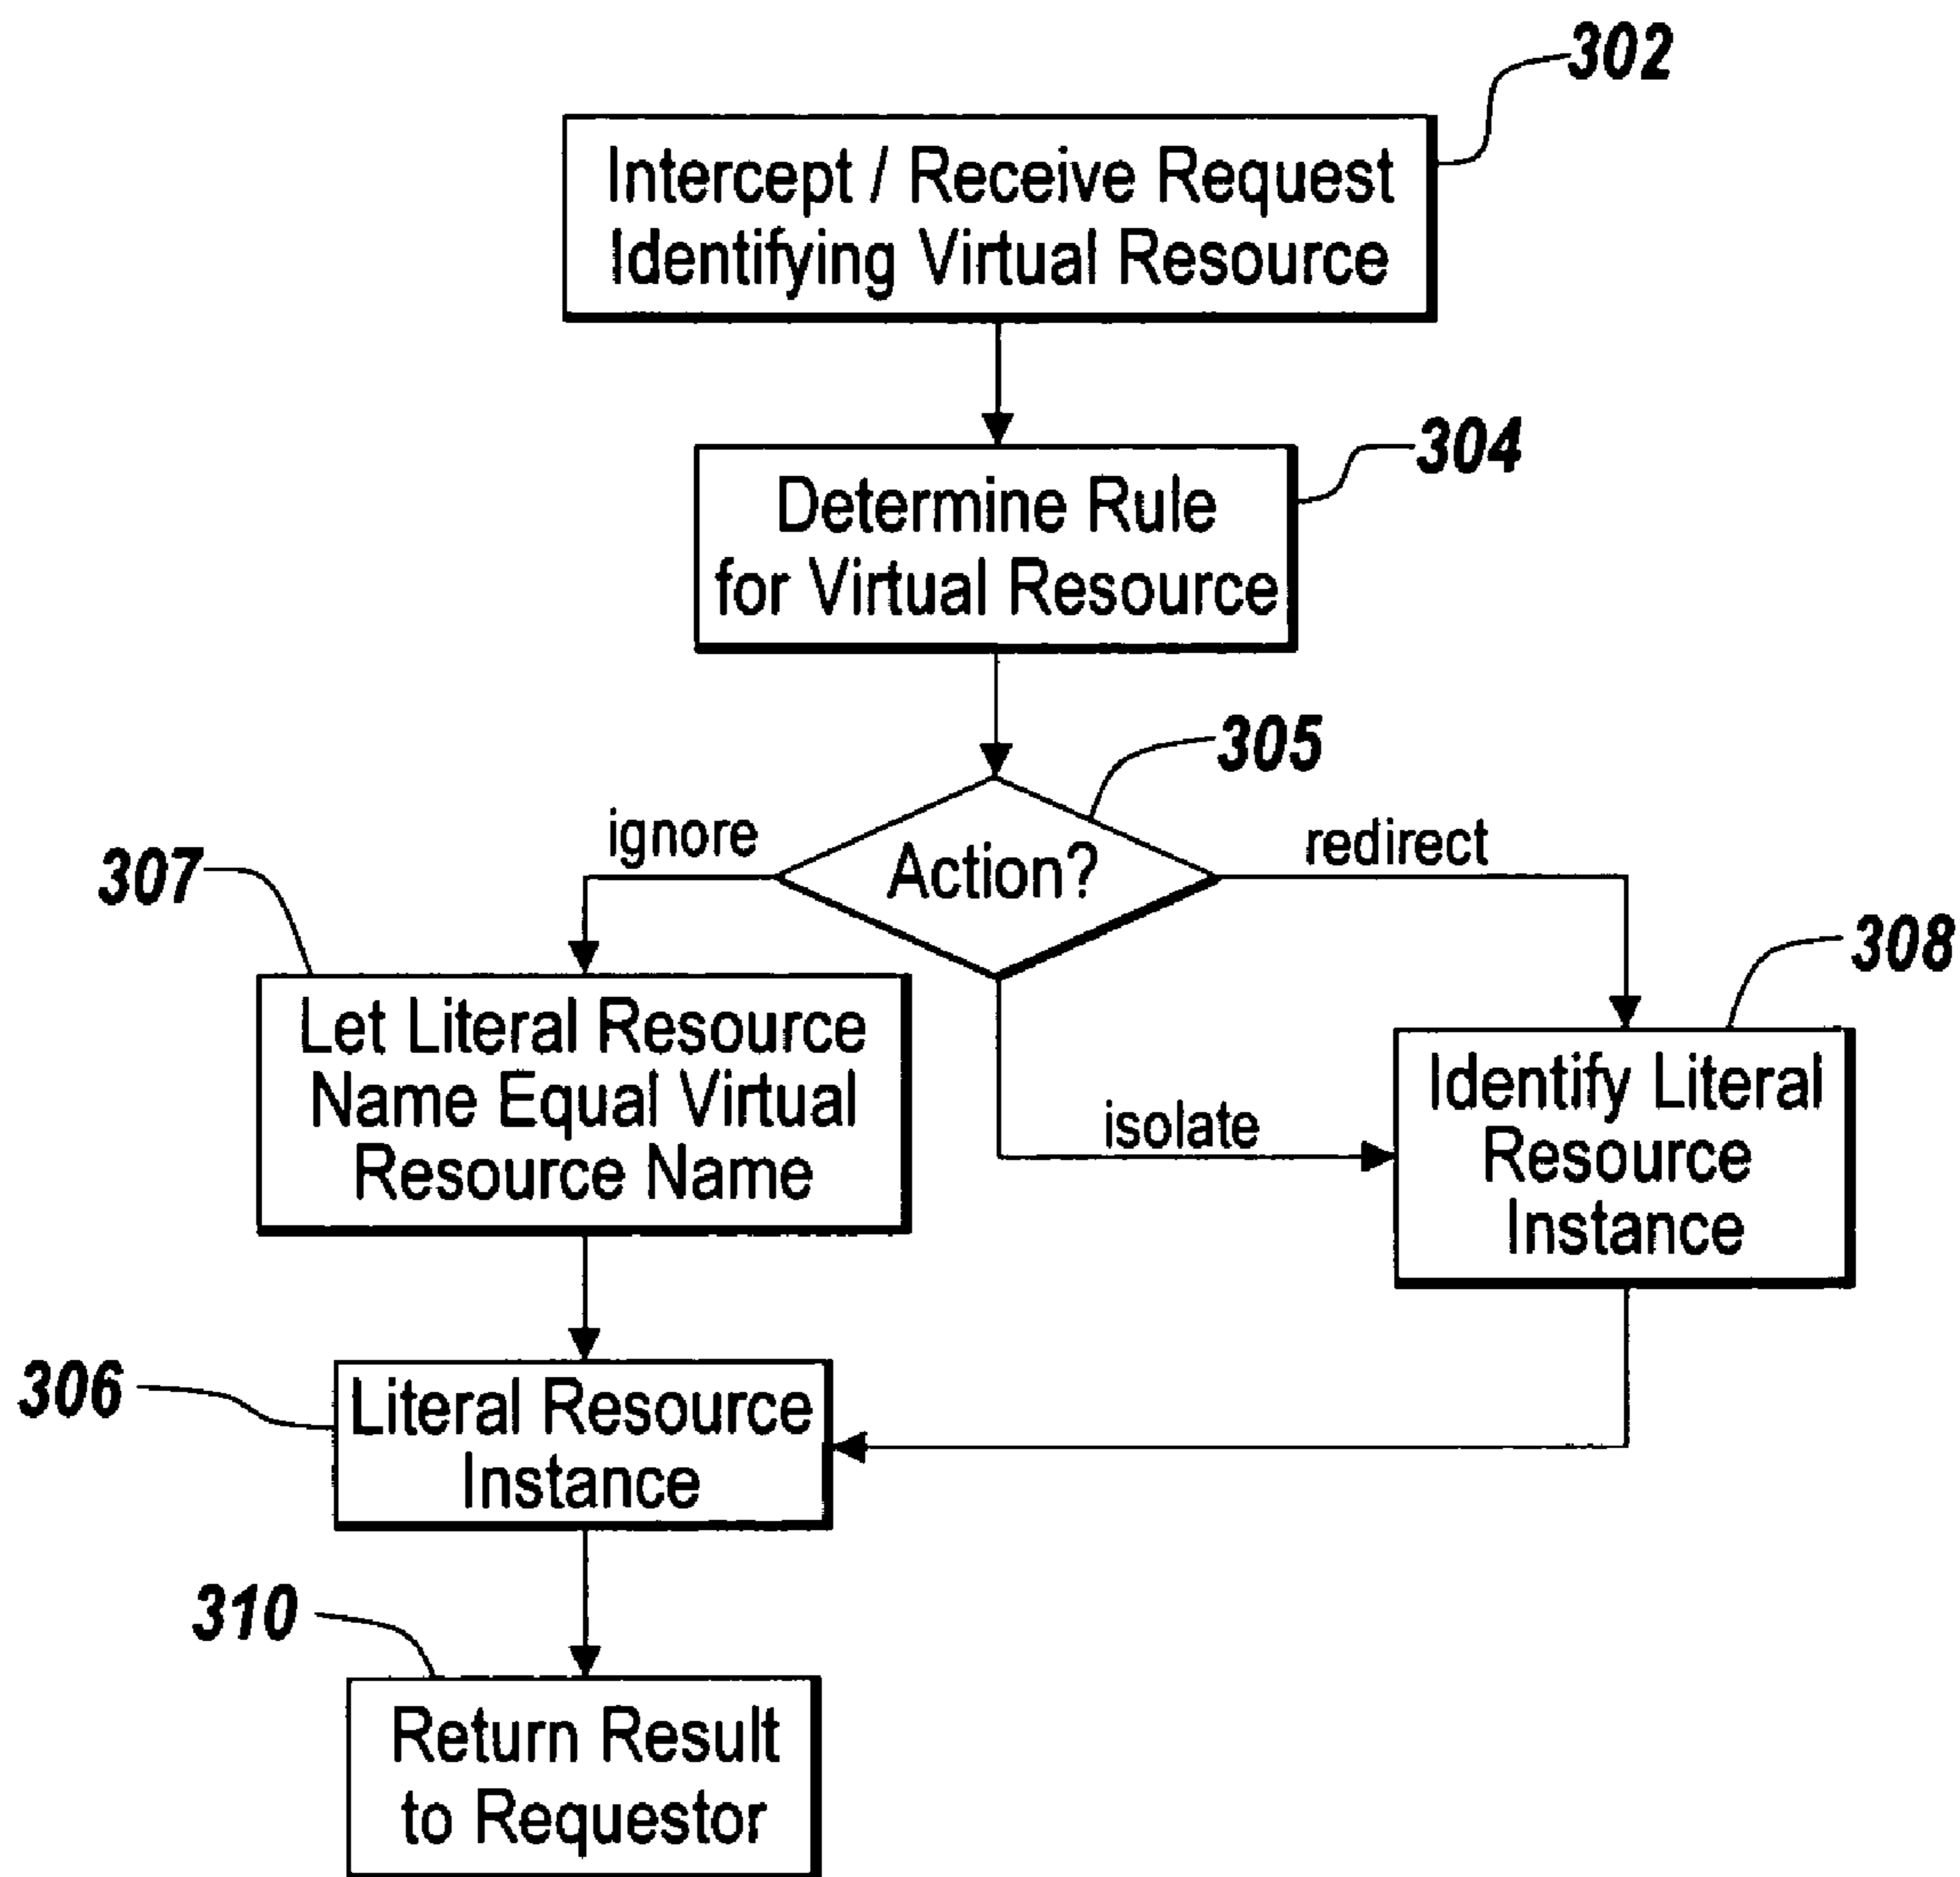 302
Intercept / Receive Request
Identifying Virtual Resource
304
Determine Rule
for Virtual Resource
305
ignore
Action?
redirect
307
308
Let Literal Resource
Name Equal Virtual
Resource Name
Identify Literal
Resource
Instance
isolate
306
Literal Resource
Instance
310
Return Result
to Requestor